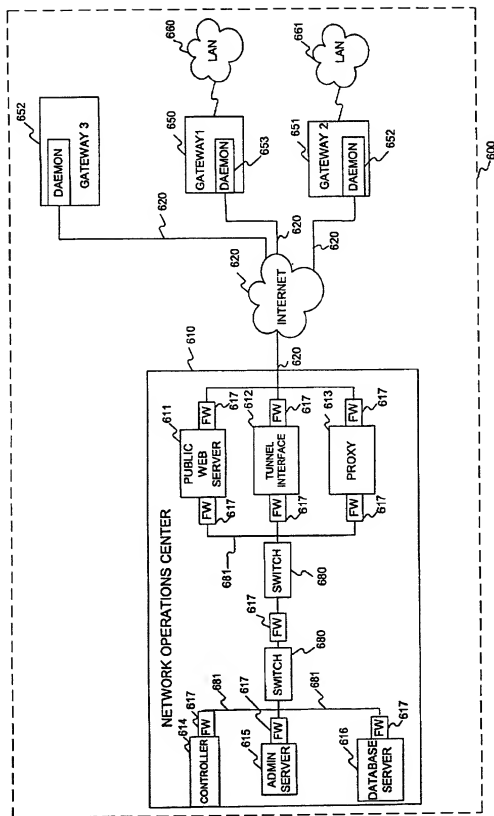 600
NETWORK OPERATIONS CENTER
610
614
617
CONTROLLER
FW
681
617
615
ADMIN
SERVER
FW
681
616
DATABASE SERVER
FW
617
SWITCH
680
FW
617
SWITCH
680
681
611
FW
617
PUBLIC
WEB
SERVER
FW
617
FW
617
612
TUNNEL
INTERFACE
FW
617
FW
617
613
PROXY
FW
617
620
620
INTERNET
620
620
620
652
DAEMON
GATEWAY 3
650
GATEWAY1
DAEMON
653
660
LAN
651
GATEWAY 2
DAEMON
652
661
LAN